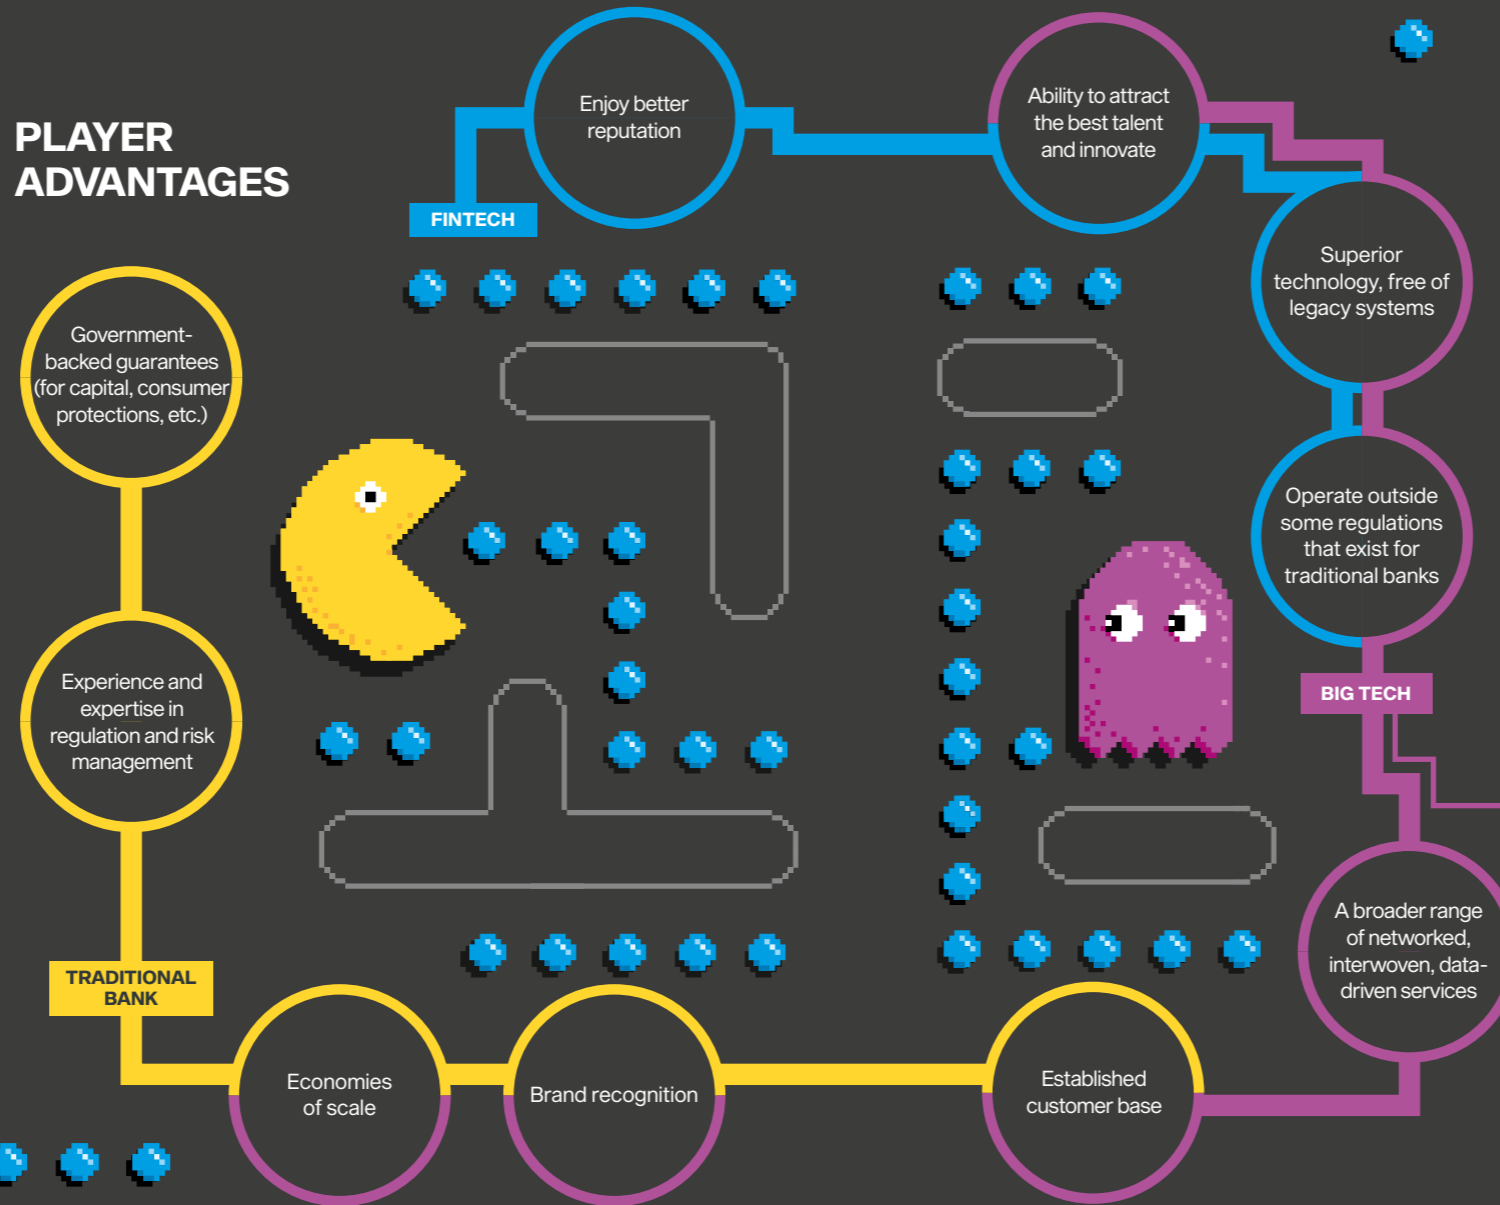 PLAYER
ADVANTAGES
FINTECH
Enjoy better
reputation
Ability to attract
the best talent
and innovate
Superior
technology, free of
legacy systems
Operate outside
some regulations
that exist for
traditional banks
BIG TECH
A broader range
of networked,
interwoven, data-
driven services
Government-
backed guarantees
(for capital, consumer
protections, etc.)
Experience and
expertise in
regulation and risk
management
TRADITIONAL
BANK
Economies
of scale
Brand recognition
Established
customer base